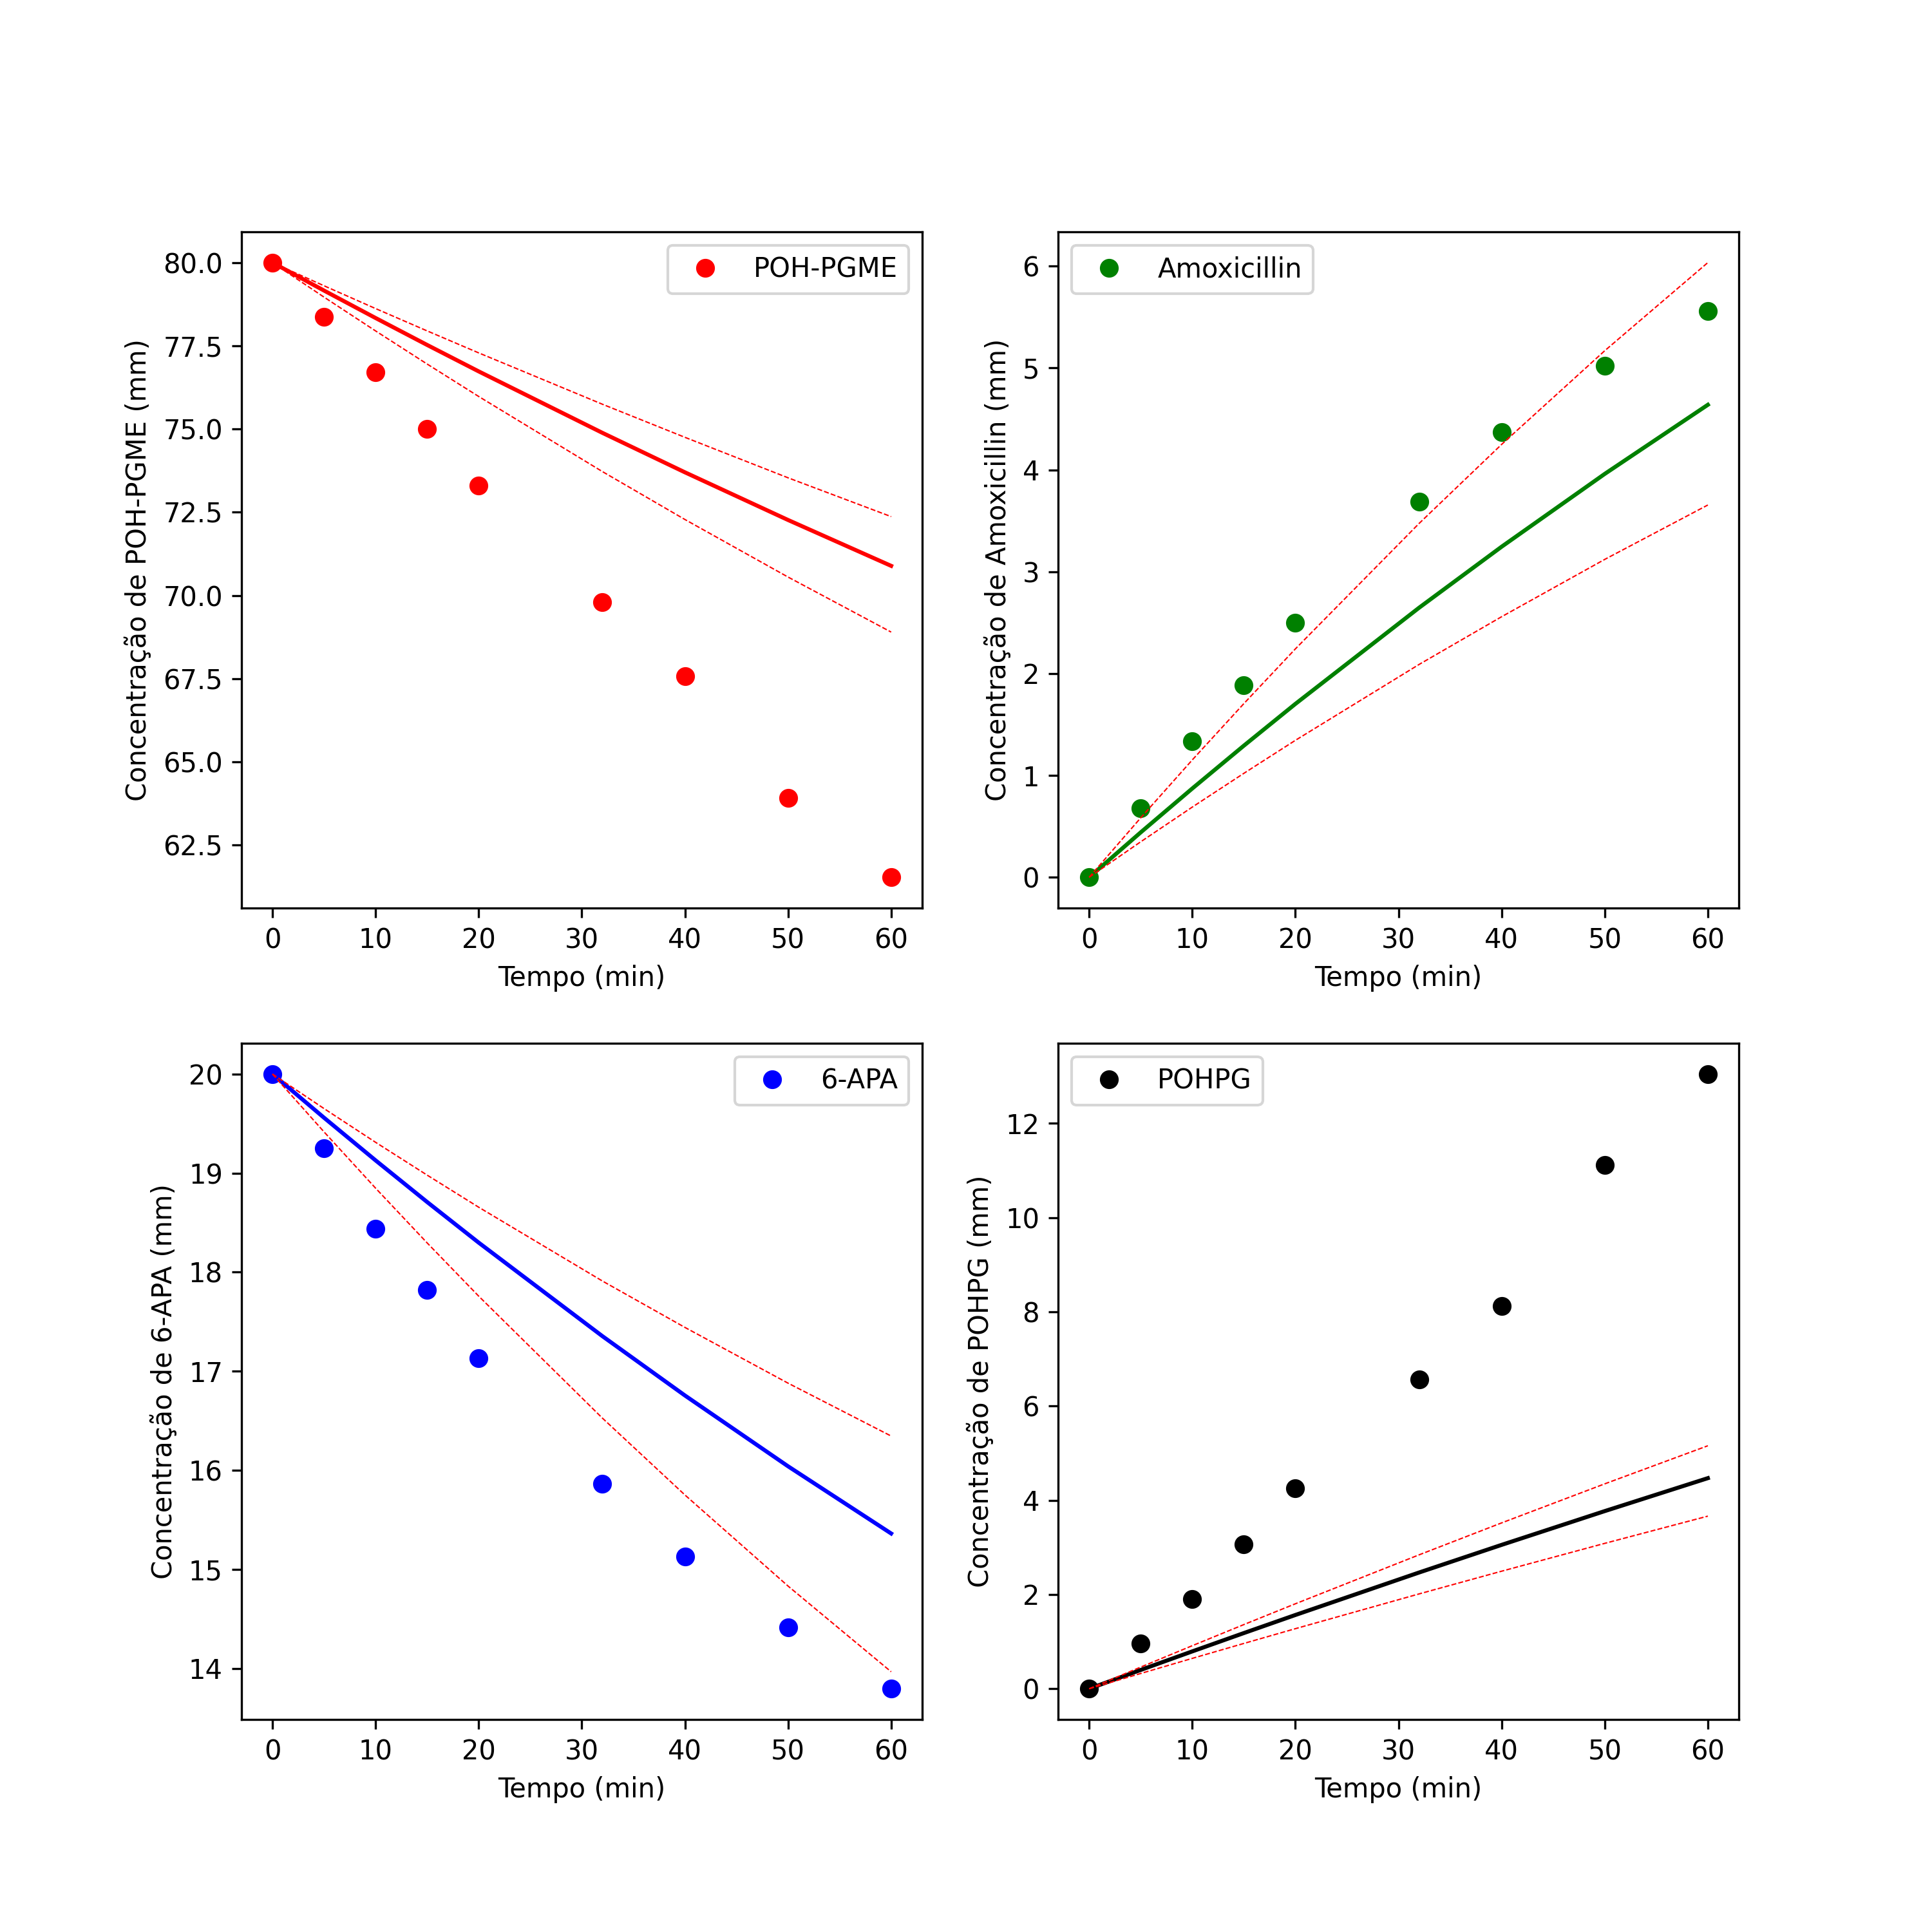 POH-PGME
80.0
77.5
75.0
72.5
70.0
67.5
65.0
62.5
Concentração de POH-PGME (mm)
0 10 20 30 40 50 60
Tempo (min)
Amoxicillin
6
5
4
3
2
1
0
Concentração de Amoxicillin (mm)
0 10 20 30 40 50 60
Tempo (min)
6-APA
20
19
18
17
16
15
14
Concentração de 6-APA (mm)
0 10 20 30 40 50 60
Tempo (min)
POHPG
12
10
8
6
4
2
0
Concentração de POHPG (mm)
0 10 20 30 40 50 60
Tempo (min)